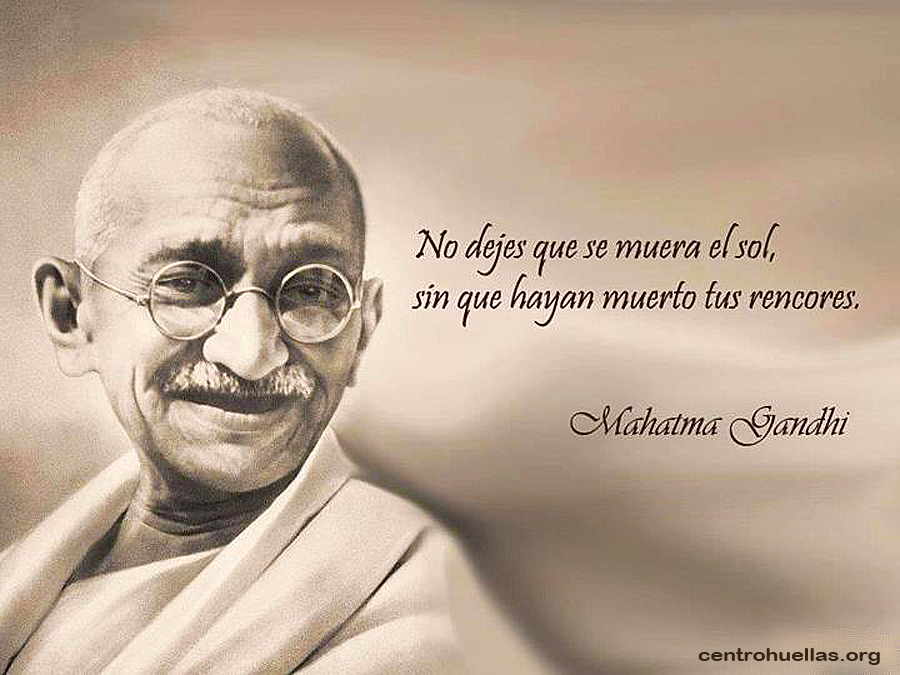 No dejes que se muera el sol,
sin que hayan muerto tus rencores.
Mahatma Gandhi
centrohuellas.org